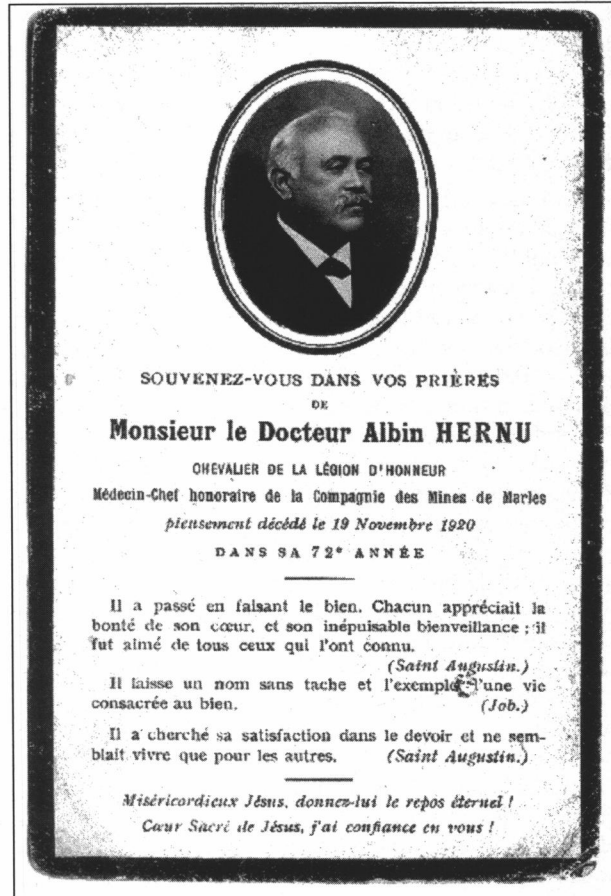 SOUVENEZ-VOUS DANS VOS PRIÈRES
DE
Monsieur le Docteur Albin HERNU
CHEVALIER DE LA LÉGION D'HONNEUR
Médecin-Chef honoraire de la Compagnie des Mines de Marles
pieusement décédé le 19 Novembre 1920
DANS SA 72e ANNÉE
Il a passé en faisant le bien. Chacun appréciait la
bonté de son cœur, et son inépuisable bienveillance ; il
fut aimé de tous ceux qui l'ont connu.
(Saint Augustin.)
Il laisse un nom sans tache et l'exemple d'une vie
consacrée au bien. (Job.)
Il a cherché sa satisfaction dans le devoir et ne sem-
blait vivre que pour les autres. (Saint Augustin.)
Miséricordieux Jésus, donnez-lui le repos éternel !
Cœur Sacré de Jésus, j'ai confiance en vous !